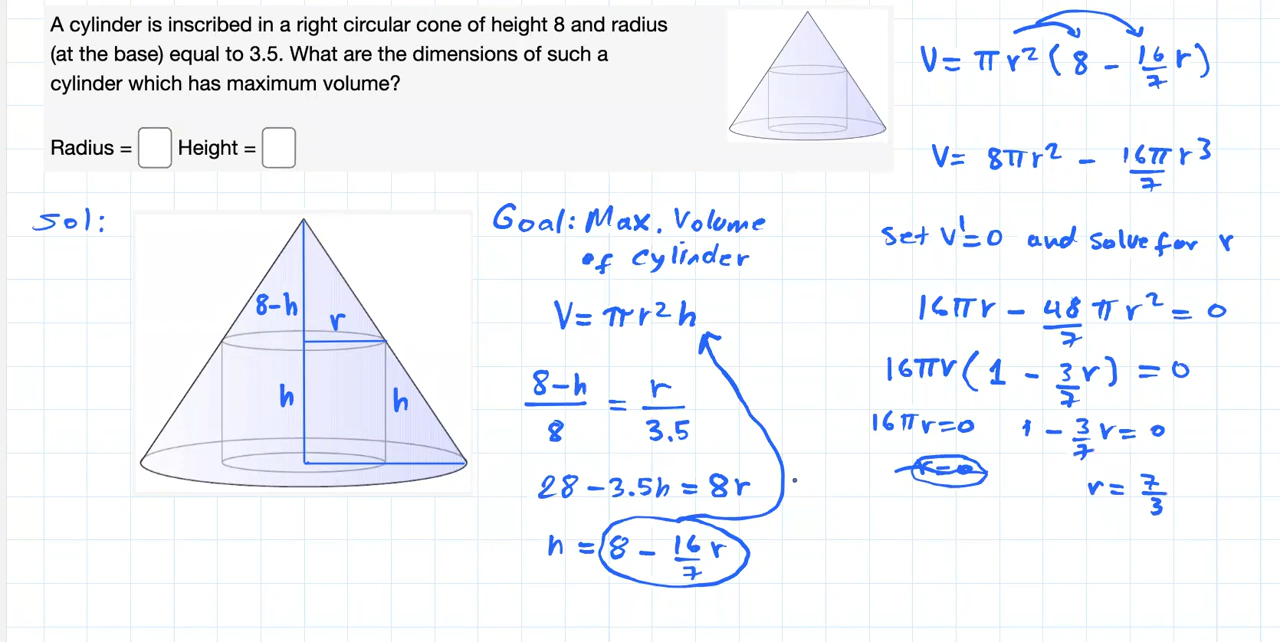 A cylinder is inscribed in a right circular cone of height 8 and radius
(at the base) equal to 3.5. What are the dimensions of such a
cylinder which has maximum volume?
Radius = Height =
Sol:
8-h
r
h
h
Goal: Max. Volume
of cylinder
V = πr²h
(8-h)/8 = r/3.5
28 - 3.5h = 8r
h = 8 - 16/7 r
V = πr²(8 - 16/7 r)
V = 8πr² - 16π/7 r³
Set V' = 0 and solve for r
16πr - 48/7 πr² = 0
16πr(1 - 3/7 r) = 0
16πr = 0 1 - 3/7 r = 0
r = 0 r = 7/3